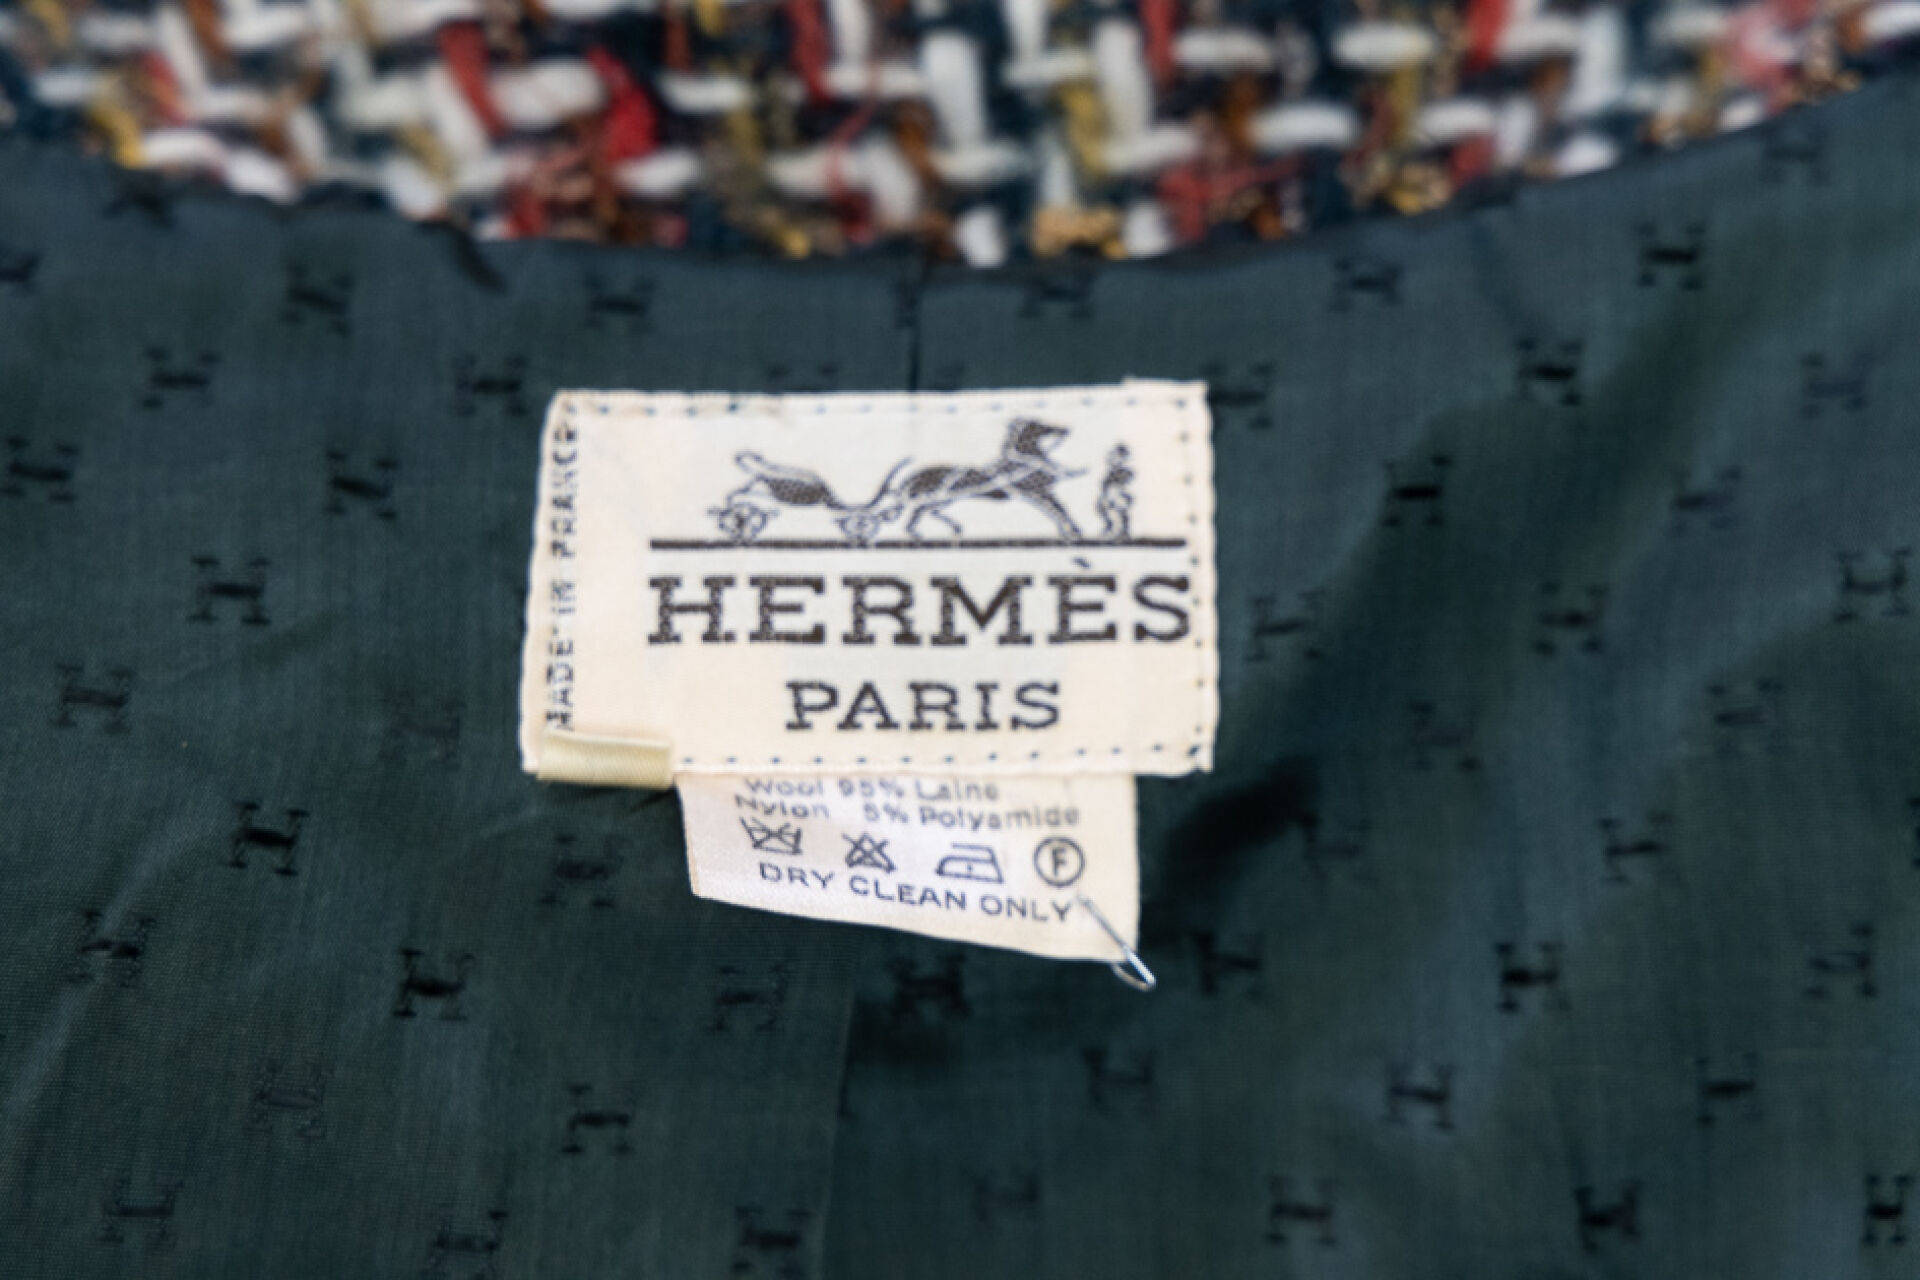 MADE IN FRANCE
HERMÈS
PARIS
Wool 95% Laine
Nylon 5% Polyamide
F
DRY CLEAN ONLY